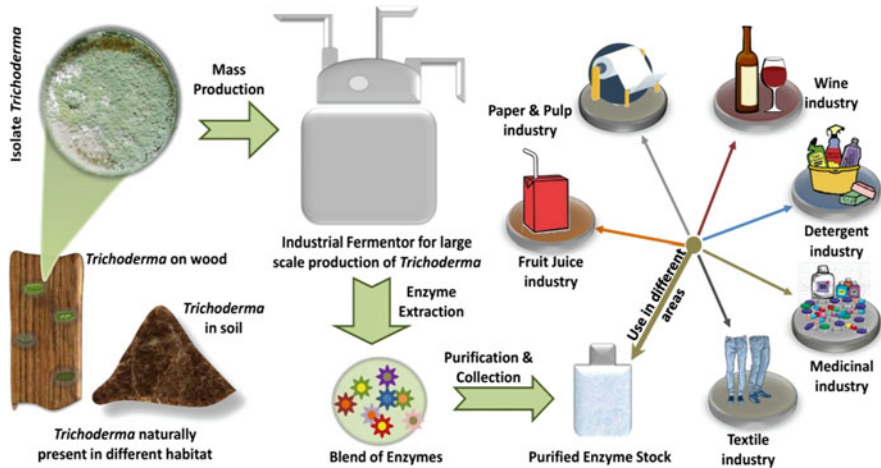 Isolate Trichoderma
Mass
Production
Trichoderma on wood
Trichoderma
in soil
Trichoderma naturally
present in different habitat
Industrial Fermentor for large
scale production of Trichoderma
Enzyme
Extraction
Blend of Enzymes
Purification &
Collection
Purified Enzyme Stock
Use in different
areas
Paper & Pulp
industry
Wine
industry
Fruit Juice
industry
Detergent
industry
Medicinal
industry
Textile
industry